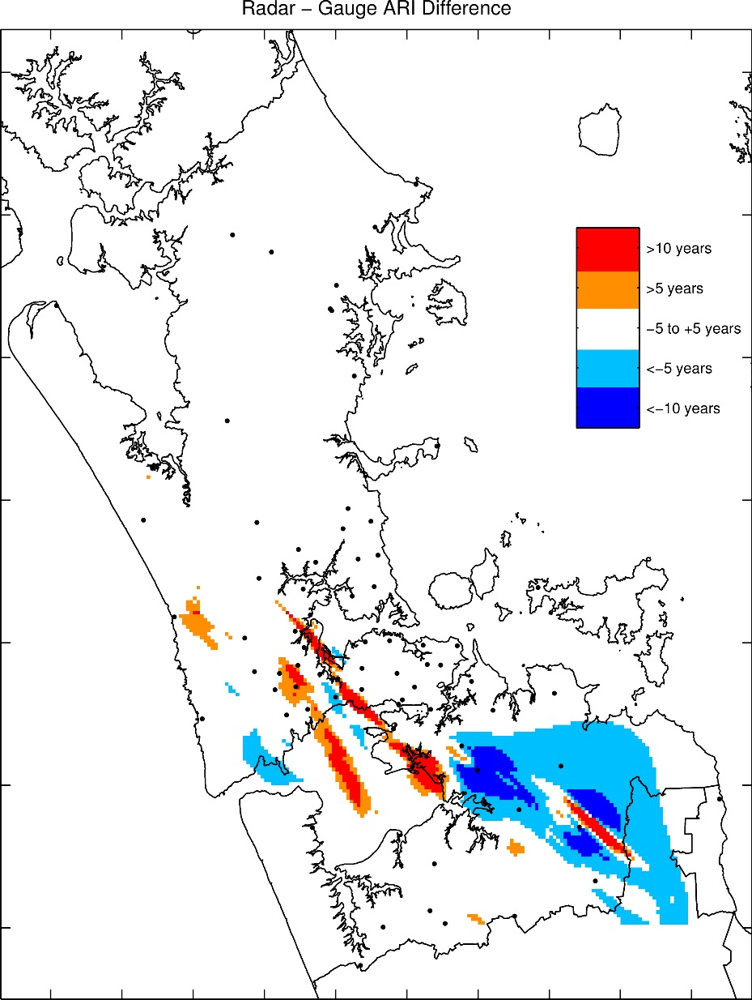 Radar − Gauge ARI Difference
>10 years
>5 years
−5 to +5 years
<−5 years
<−10 years